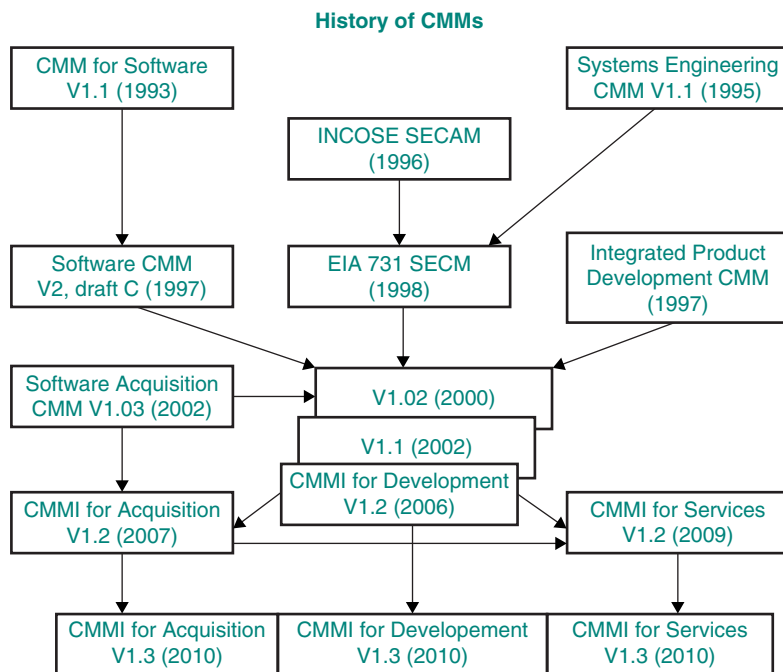 History of CMMs
CMM for Software
V1.1 (1993)
Systems Engineering
CMM V1.1 (1995)
INCOSE SECAM
(1996)
Software CMM
V2, draft C (1997)
EIA 731 SECM
(1998)
Integrated Product
Development CMM
(1997)
Software Acquisition
CMM V1.03 (2002)
V1.02 (2000)
V1.1 (2002)
CMMI for Development
V1.2 (2006)
CMMI for Acquisition
V1.2 (2007)
CMMI for Services
V1.2 (2009)
CMMI for Acquisition
V1.3 (2010)
CMMI for Developement
V1.3 (2010)
CMMI for Services
V1.3 (2010)